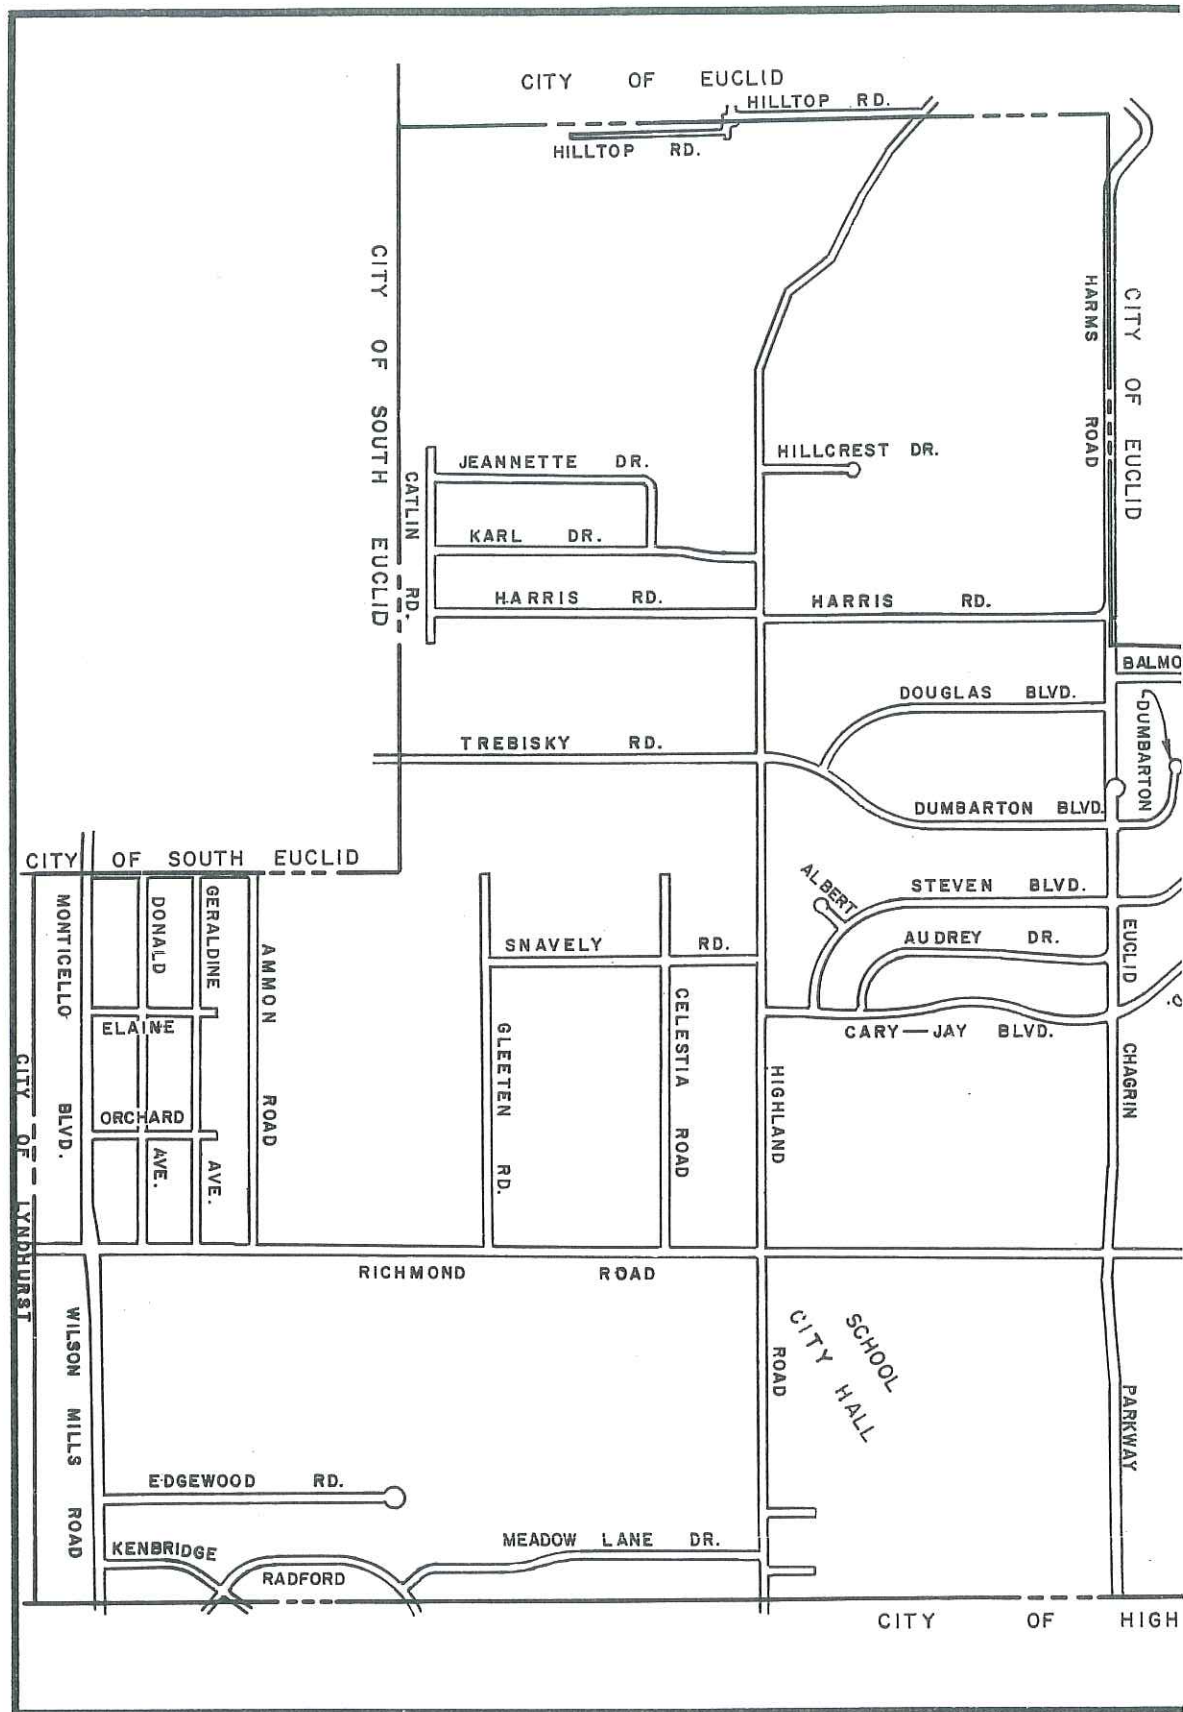 CITY OF EUCLID
HILLTOP RD.
HILLTOP RD.
CITY OF SOUTH EUCLID
CITY OF EUCLID
HARMS ROAD
HILLCREST DR.
JEANNETTE DR.
CATLIN RD.
KARL DR.
HARRIS RD.
HARRIS RD.
BALMO
DOUGLAS BLVD.
DUMBARTON
TREBISKY RD.
DUMBARTON BLVD.
CITY OF SOUTH EUCLID
ALBERT
STEVEN BLVD.
MONTICELLO BLVD.
DONALD AVE.
GERALDINE AVE.
AMMON ROAD
SNAVELY RD.
AUDREY DR.
EUCLID CHAGRIN PARKWAY
ELAINE
GLEETEN RD.
CELESTIA ROAD
CARY-JAY BLVD.
HIGHLAND ROAD
ORCHARD
CITY OF LYNDHURST
RICHMOND ROAD
SCHOOL
CITY HALL
WILSON MILLS ROAD
EDGEWOOD RD.
KENBRIDGE
MEADOW LANE DR.
RADFORD
CITY OF HIGH